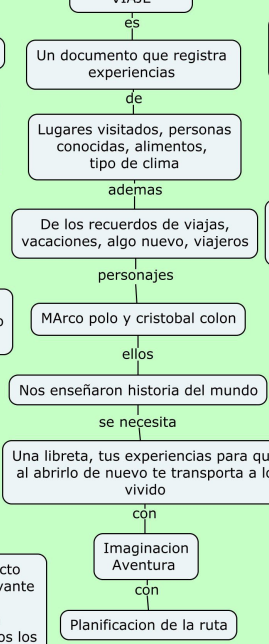 VIAJE
es
Un documento que registra
experiencias
de
Lugares visitados, personas
conocidas, alimentos,
tipo de clima
ademas
De los recuerdos de viajas,
vacaciones, algo nuevo, viajeros
personajes
MArco polo y cristobal colon
ellos
Nos enseñaron historia del mundo
se necesita
Una libreta, tus experiencias para qu
al abrirlo de nuevo te transporta a lo
vivido
con
Imaginacion
Aventura
con
Planificacion de la ruta
cto
vante
os los